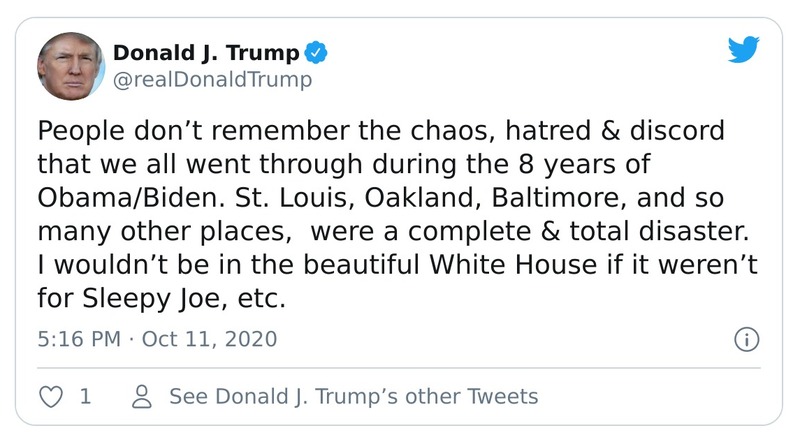 Donald J. Trump
@realDonaldTrump
People don’t remember the chaos, hatred & discord
that we all went through during the 8 years of
Obama/Biden. St. Louis, Oakland, Baltimore, and so
many other places,  were a complete & total disaster.
I wouldn’t be in the beautiful White House if it weren’t
for Sleepy Joe, etc.
5:16 PM · Oct 11, 2020
1 See Donald J. Trump’s other Tweets